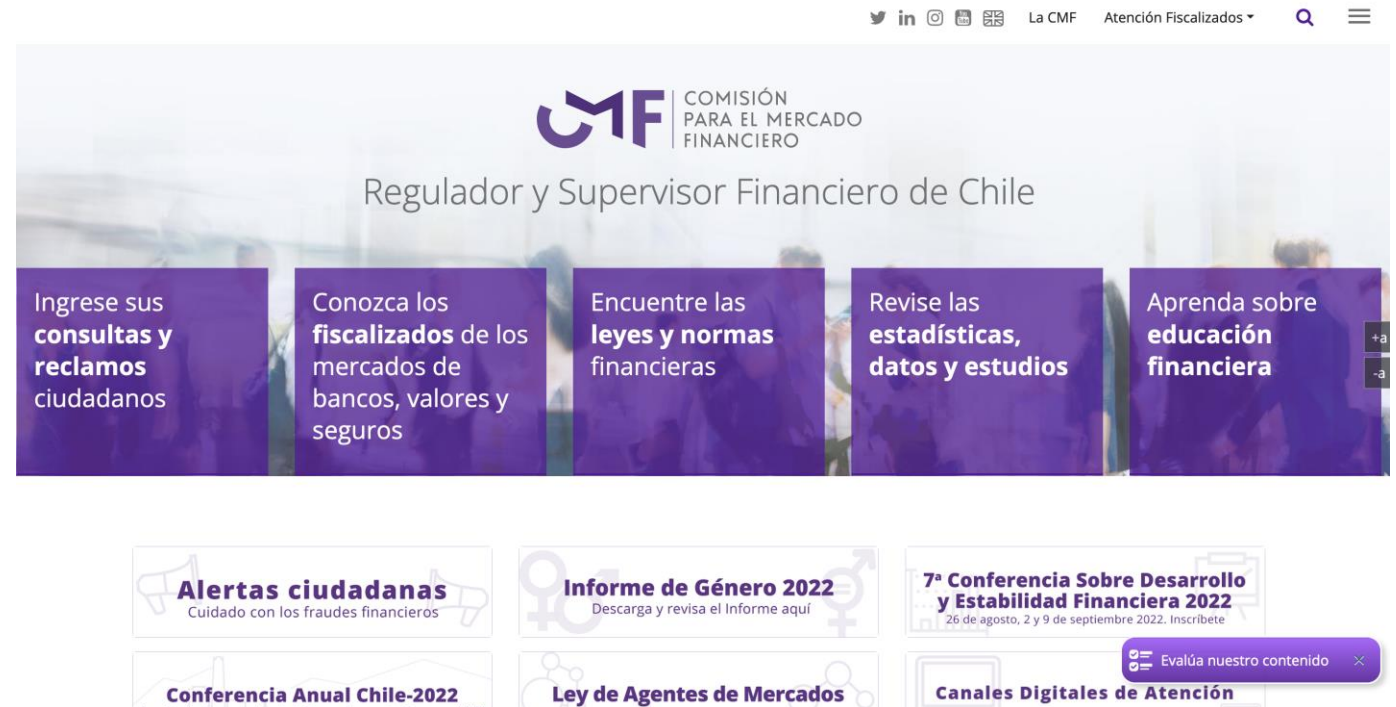 La CMF
Atención Fiscalizados
CMF
COMISIÓN
PARA EL MERCADO
FINANCIERO
Regulador y Supervisor Financiero de Chile
Ingrese sus
consultas y
reclamos
ciudadanos
Conozca los
fiscalizados de los
mercados de
bancos, valores y
seguros
Encuentre las
leyes y normas
financieras
Revise las
estadísticas,
datos y estudios
Aprenda sobre
educación
financiera
+a
-a
Alertas ciudadanas
Cuidado con los fraudes financieros
Informe de Género 2022
Descarga y revisa el Informe aquí
7ª Conferencia Sobre Desarrollo
y Estabilidad Financiera 2022
26 de agosto, 2 y 9 de septiembre 2022. Inscríbete
Evalúa nuestro contenido
Conferencia Anual Chile-2022
Ley de Agentes de Mercados
Canales Digitales de Atención